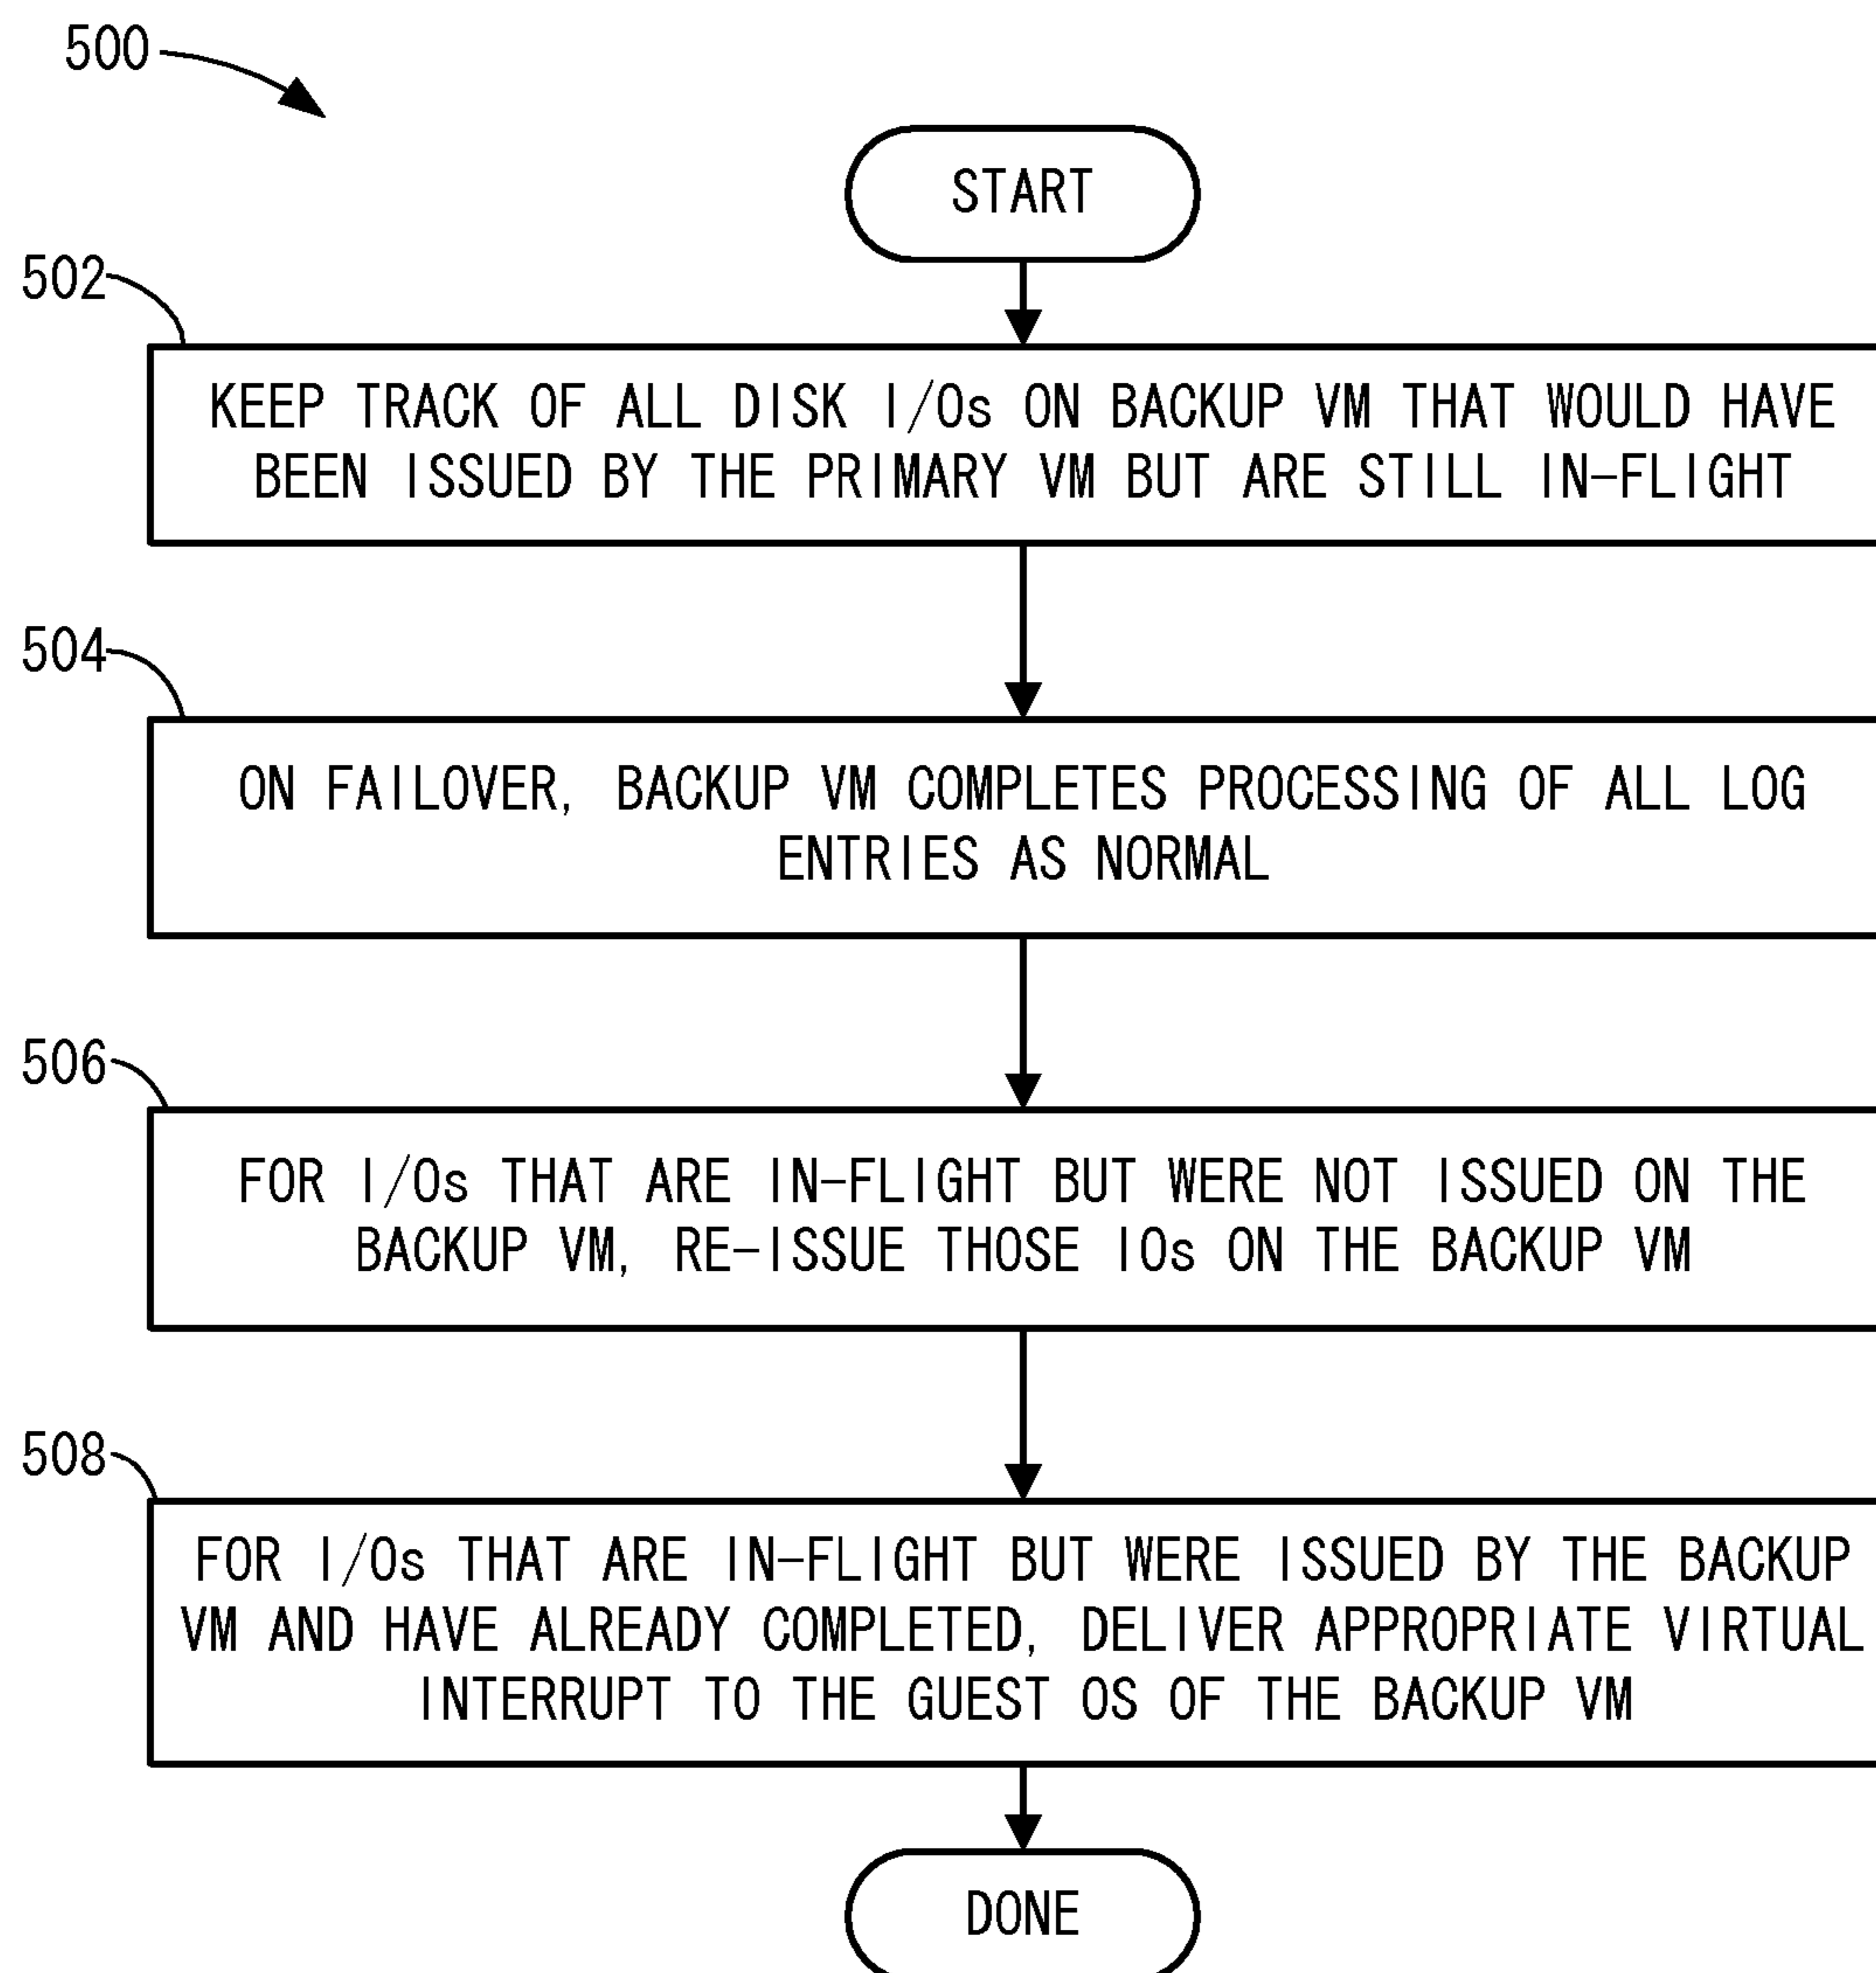 500
START
502
KEEP TRACK OF ALL DISK I/Os ON BACKUP VM THAT WOULD HAVE
BEEN ISSUED BY THE PRIMARY VM BUT ARE STILL IN-FLIGHT
504
ON FAILOVER, BACKUP VM COMPLETES PROCESSING OF ALL LOG
ENTRIES AS NORMAL
506
FOR I/Os THAT ARE IN-FLIGHT BUT WERE NOT ISSUED ON THE
BACKUP VM, RE-ISSUE THOSE IOs ON THE BACKUP VM
508
FOR I/Os THAT ARE IN-FLIGHT BUT WERE ISSUED BY THE BACKUP
VM AND HAVE ALREADY COMPLETED, DELIVER APPROPRIATE VIRTUAL
INTERRUPT TO THE GUEST OS OF THE BACKUP VM
DONE